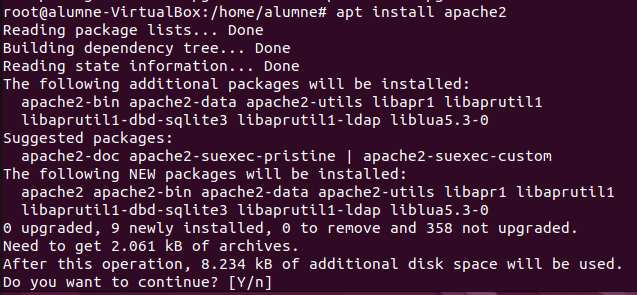 root@alumne-VirtualBox:/home/alumne# apt install apache2
Reading package lists... Done
Building dependency tree... Done
Reading state information... Done
The following additional packages will be installed:
  apache2-bin apache2-data apache2-utils libapr1 libaprutil1
  libaprutil1-dbd-sqlite3 libaprutil1-ldap liblua5.3-0
Suggested packages:
  apache2-doc apache2-suexec-pristine | apache2-suexec-custom
The following NEW packages will be installed:
  apache2 apache2-bin apache2-data apache2-utils libapr1 libaprutil1
  libaprutil1-dbd-sqlite3 libaprutil1-ldap liblua5.3-0
0 upgraded, 9 newly installed, 0 to remove and 358 not upgraded.
Need to get 2.061 kB of archives.
After this operation, 8.234 kB of additional disk space will be used.
Do you want to continue? [Y/n]